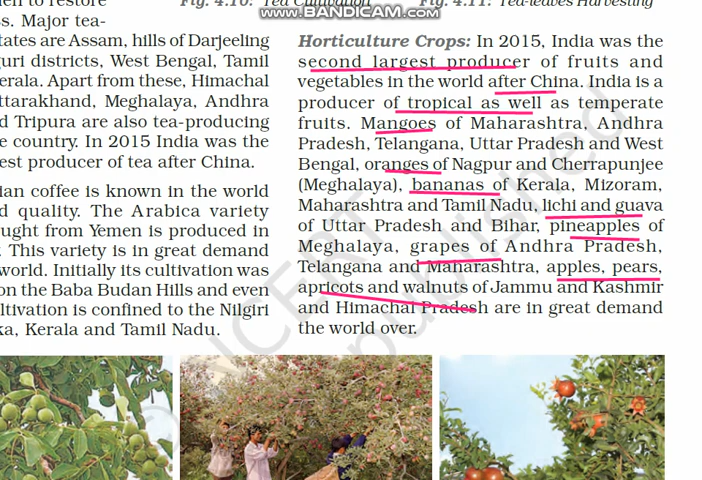 Fig. 4.10: Tea Cultivation
Fig. 4.11: Tea-leaves Harvesting
WWW.BANDICAM.COM
s. Major tea-
tates are Assam, hills of Darjeeling
guri districts, West Bengal, Tamil
erala. Apart from these, Himachal
ttarakhand, Meghalaya, Andhra
d Tripura are also tea-producing
e country. In 2015 India was the
est producer of tea after China.
ian coffee is known in the world
d quality. The Arabica variety
ught from Yemen is produced in
. This variety is in great demand
world. Initially its cultivation was
on the Baba Budan Hills and even
ltivation is confined to the Nilgiri
ka, Kerala and Tamil Nadu.
Horticulture Crops: In 2015, India was the
second largest producer of fruits and
vegetables in the world after China. India is a
producer of tropical as well as temperate
fruits. Mangoes of Maharashtra, Andhra
Pradesh, Telangana, Uttar Pradesh and West
Bengal, oranges of Nagpur and Cherrapunjee
(Meghalaya), bananas of Kerala, Mizoram,
Maharashtra and Tamil Nadu, lichi and guava
of Uttar Pradesh and Bihar, pineapples of
Meghalaya, grapes of Andhra Pradesh,
Telangana and Maharashtra, apples, pears,
apricots and walnuts of Jammu and Kashmir
and Himachal Pradesh are in great demand
the world over.
© NCERT
republished